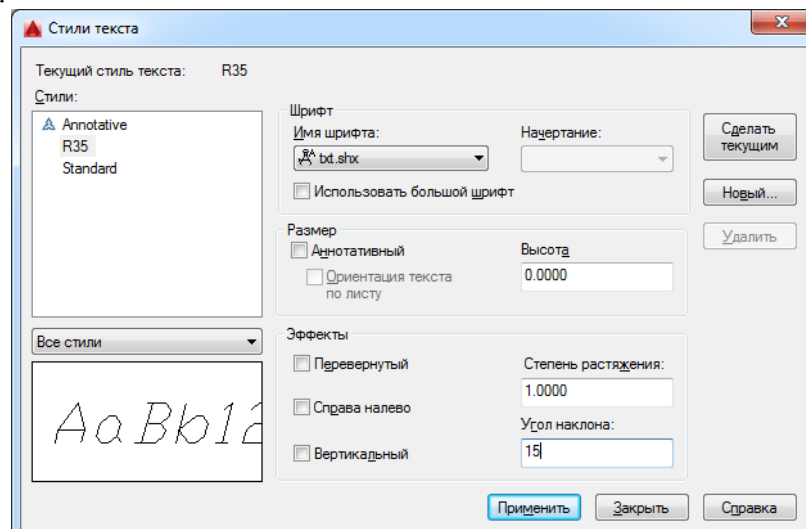 Стили текста
Текущий стиль текста: R35
Стили:
Annotative
R35
Standard
Все стили
AaBb12
Шрифт
Имя шрифта:
txt.shx
Начертание:
Использовать большой шрифт
Размер
Аннотативный
Ориентация текста
по листу
Высота
0.0000
Эффекты
Перевернутый
Справа налево
Вертикальный
Степень растяжения:
1.0000
Угол наклона:
15
Сделать
текущим
Новый...
Удалить
Применить
Закрыть
Справка